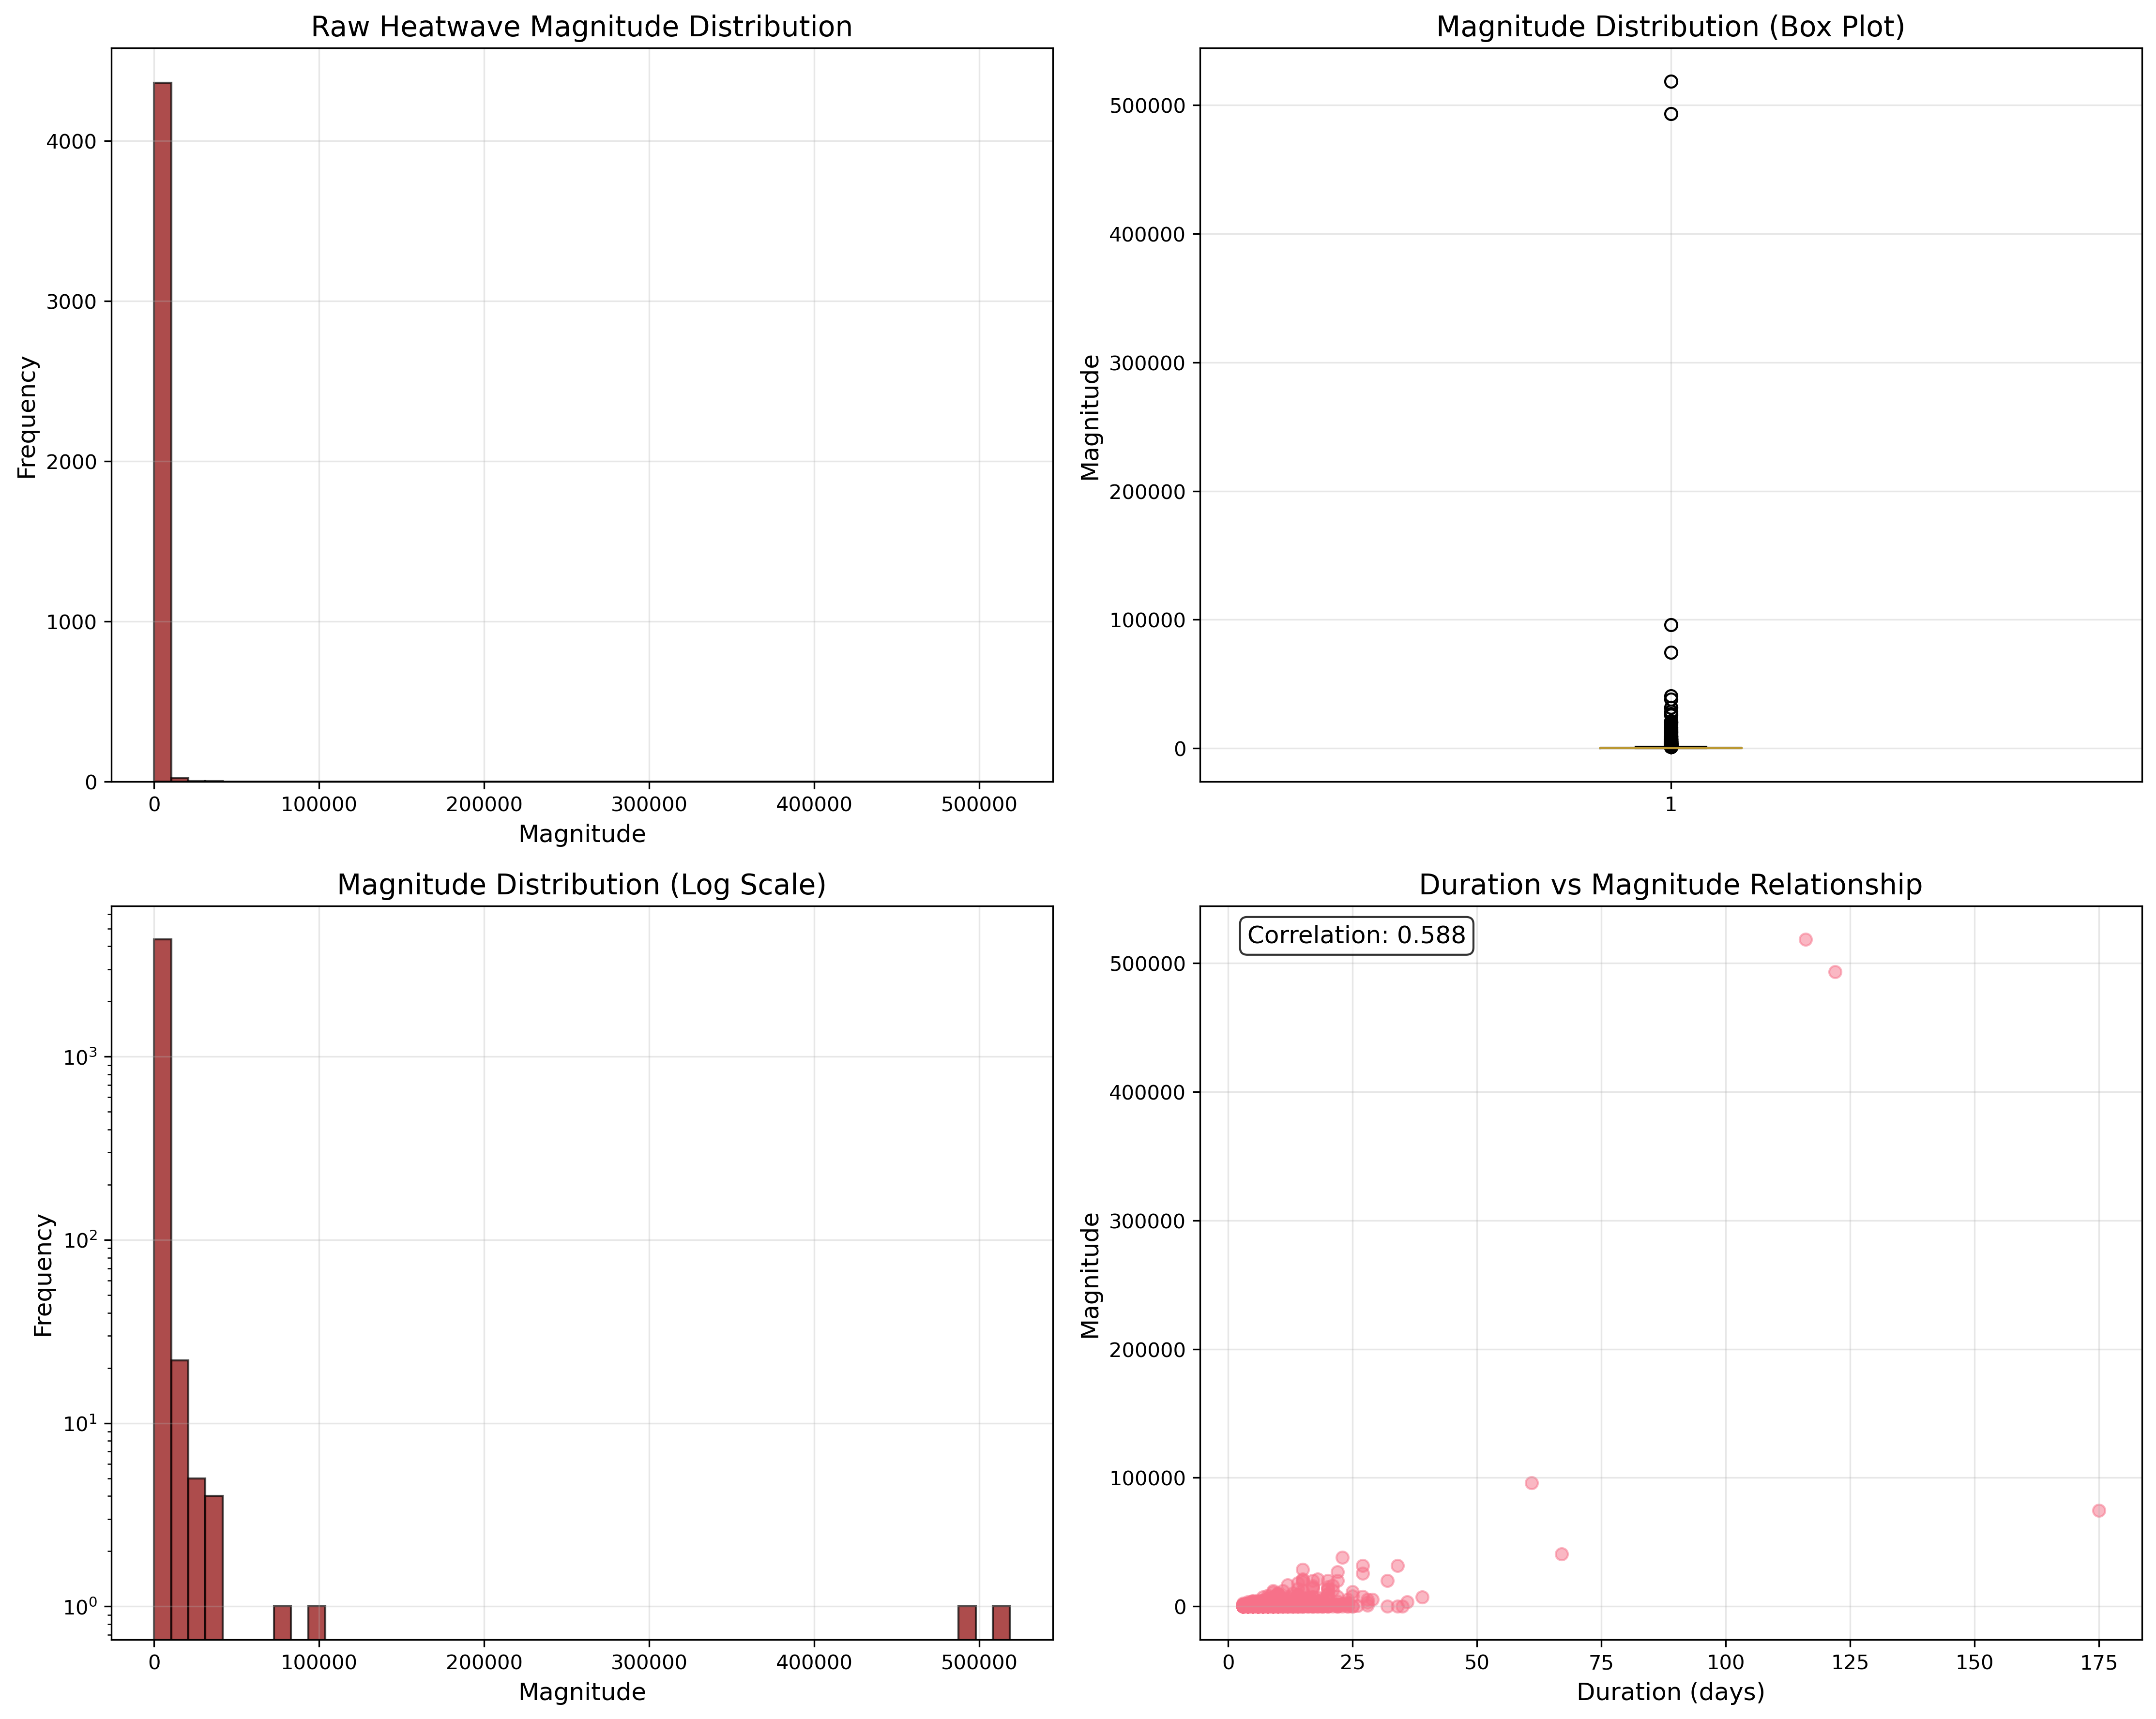 Raw Heatwave Magnitude Distribution
Frequency
4000
3000
2000
1000
0
0 100000 200000 300000 400000 500000
Magnitude
Magnitude Distribution (Box Plot)
Magnitude
500000
400000
300000
200000
100000
0
1
Magnitude Distribution (Log Scale)
Frequency
10³
10²
10¹
10⁰
0 100000 200000 300000 400000 500000
Magnitude
Duration vs Magnitude Relationship
Correlation: 0.588
Magnitude
500000
400000
300000
200000
100000
0
0 25 50 75 100 125 150 175
Duration (days)